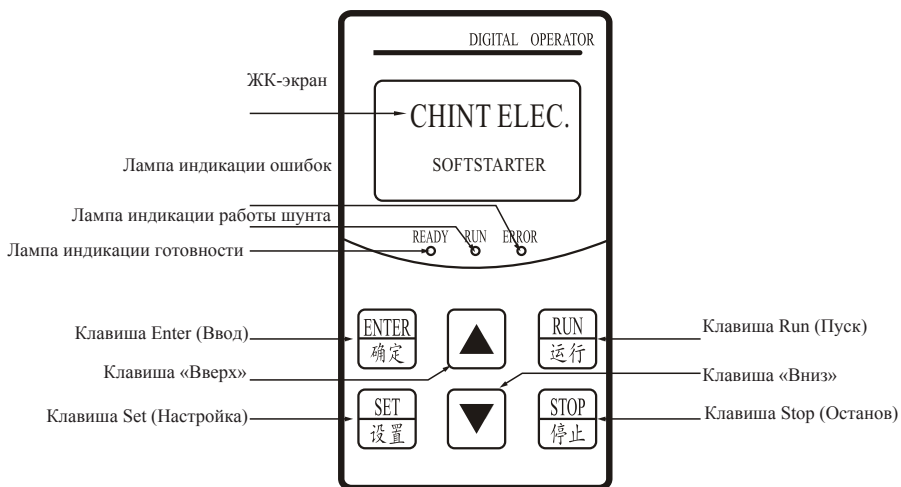 DIGITAL OPERATOR
ЖК-экран
CHINT ELEC.
Лампа индикации ошибок
SOFTSTARTER
Лампа индикации работы шунта
READY RUN ERROR
Лампа индикации готовности
ENTER
确定
RUN
运行
Клавиша Enter (Ввод)
Клавиша Run (Пуск)
Клавиша «Вверх»
Клавиша «Вниз»
SET
设置
STOP
停止
Клавиша Set (Настройка)
Клавиша Stop (Останов)